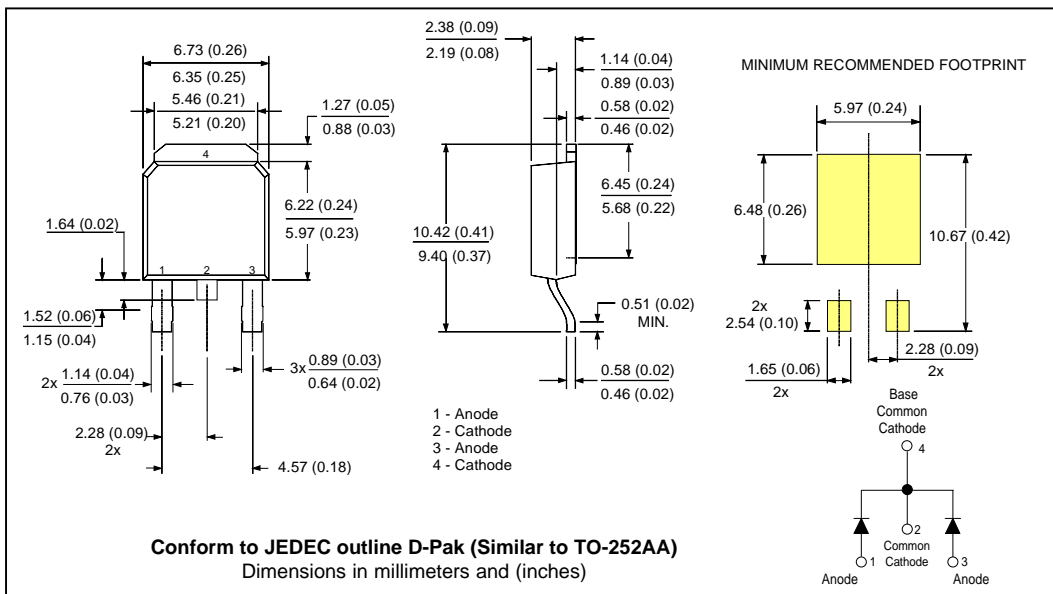 6.73 (0.26)
6.35 (0.25)
5.46 (0.21)
5.21 (0.20)
1.27 (0.05)
0.88 (0.03)
4
6.22 (0.24)
5.97 (0.23)
1.64 (0.02)
1 2 3
1.52 (0.06)
1.15 (0.04)
2x 1.14 (0.04)
0.76 (0.03)
3x 0.89 (0.03)
0.64 (0.02)
2.28 (0.09)
2x
4.57 (0.18)
2.38 (0.09)
2.19 (0.08)
1.14 (0.04)
0.89 (0.03)
0.58 (0.02)
0.46 (0.02)
6.45 (0.24)
5.68 (0.22)
10.42 (0.41)
9.40 (0.37)
0.51 (0.02)
MIN.
0.58 (0.02)
0.46 (0.02)
1 - Anode
2 - Cathode
3 - Anode
4 - Cathode
MINIMUM RECOMMENDED FOOTPRINT
5.97 (0.24)
6.48 (0.26)
10.67 (0.42)
2x
2.54 (0.10)
2.28 (0.09)
2x
1.65 (0.06)
2x
Base
Common
Cathode
4
2
Common
Cathode
1
Anode
3
Anode
Conform to JEDEC outline D-Pak (Similar to TO-252AA)
Dimensions in millimeters and (inches)